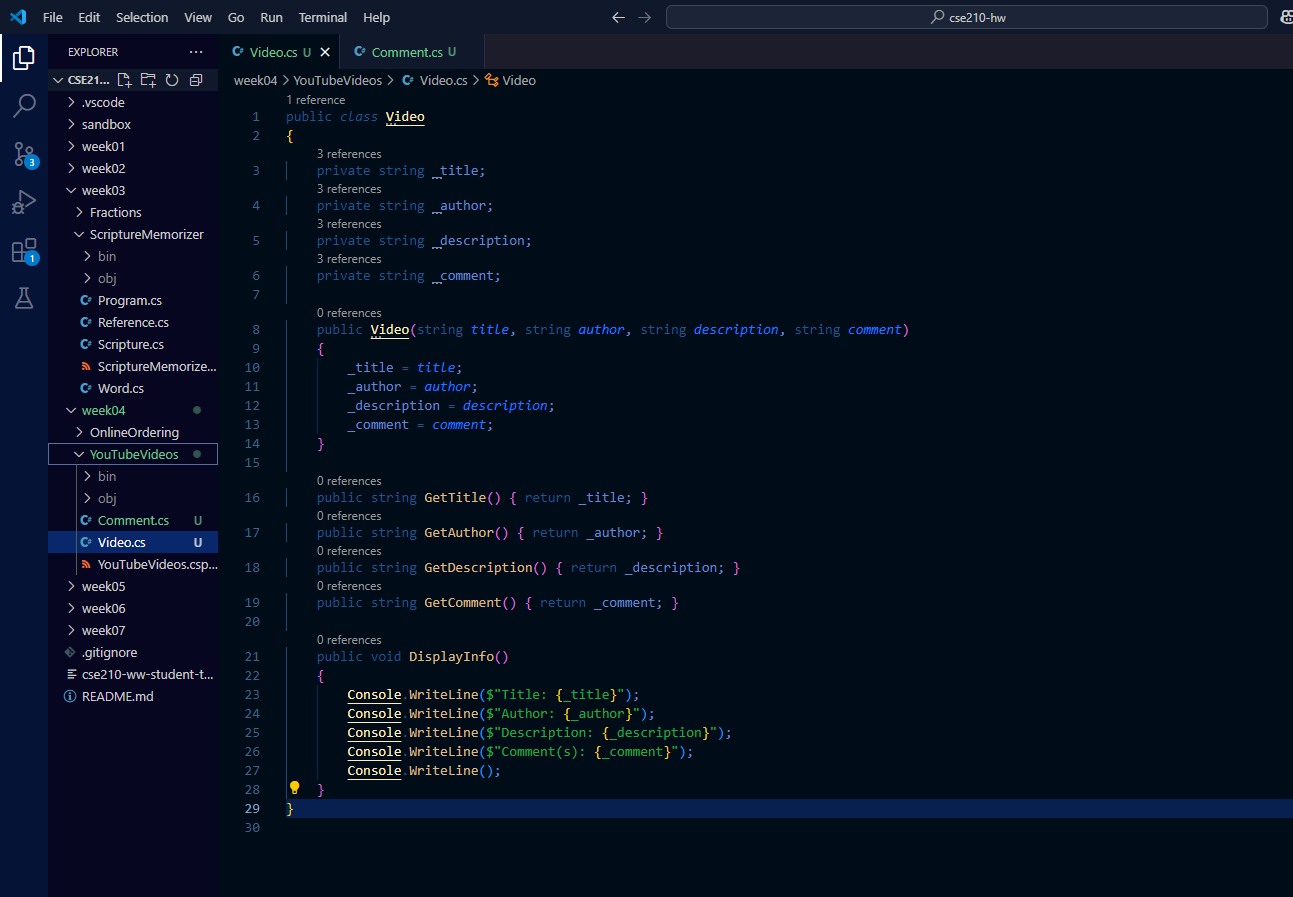 File Edit Selection View Go Run Terminal Help
cse210-hw
EXPLORER
CSE21...
.vscode
sandbox
week01
week02
week03
Fractions
ScriptureMemorizer
bin
obj
Program.cs
Reference.cs
Scripture.cs
ScriptureMemorize...
Word.cs
week04
OnlineOrdering
YouTubeVideos
bin
obj
Comment.cs U
Video.cs U
YouTubeVideos.csp...
week05
week06
week07
.gitignore
cse210-ww-student-t...
README.md
3
1
Video.cs U
Comment.cs U
week04 > YouTubeVideos > Video.cs > Video
1 reference
1 public class Video
2 {
3 references
3 private string _title;
3 references
4 private string _author;
3 references
5 private string _description;
3 references
6 private string _comment;
7
0 references
8 public Video(string title, string author, string description, string comment)
9 {
10 _title = title;
11 _author = author;
12 _description = description;
13 _comment = comment;
14 }
15
0 references
16 public string GetTitle() { return _title; }
0 references
17 public string GetAuthor() { return _author; }
0 references
18 public string GetDescription() { return _description; }
0 references
19 public string GetComment() { return _comment; }
20
0 references
21 public void DisplayInfo()
22 {
23 Console.WriteLine($"Title: {_title}");
24 Console.WriteLine($"Author: {_author}");
25 Console.WriteLine($"Description: {_description}");
26 Console.WriteLine($"Comment(s): {_comment}");
27 Console.WriteLine();
28 }
29 }
30